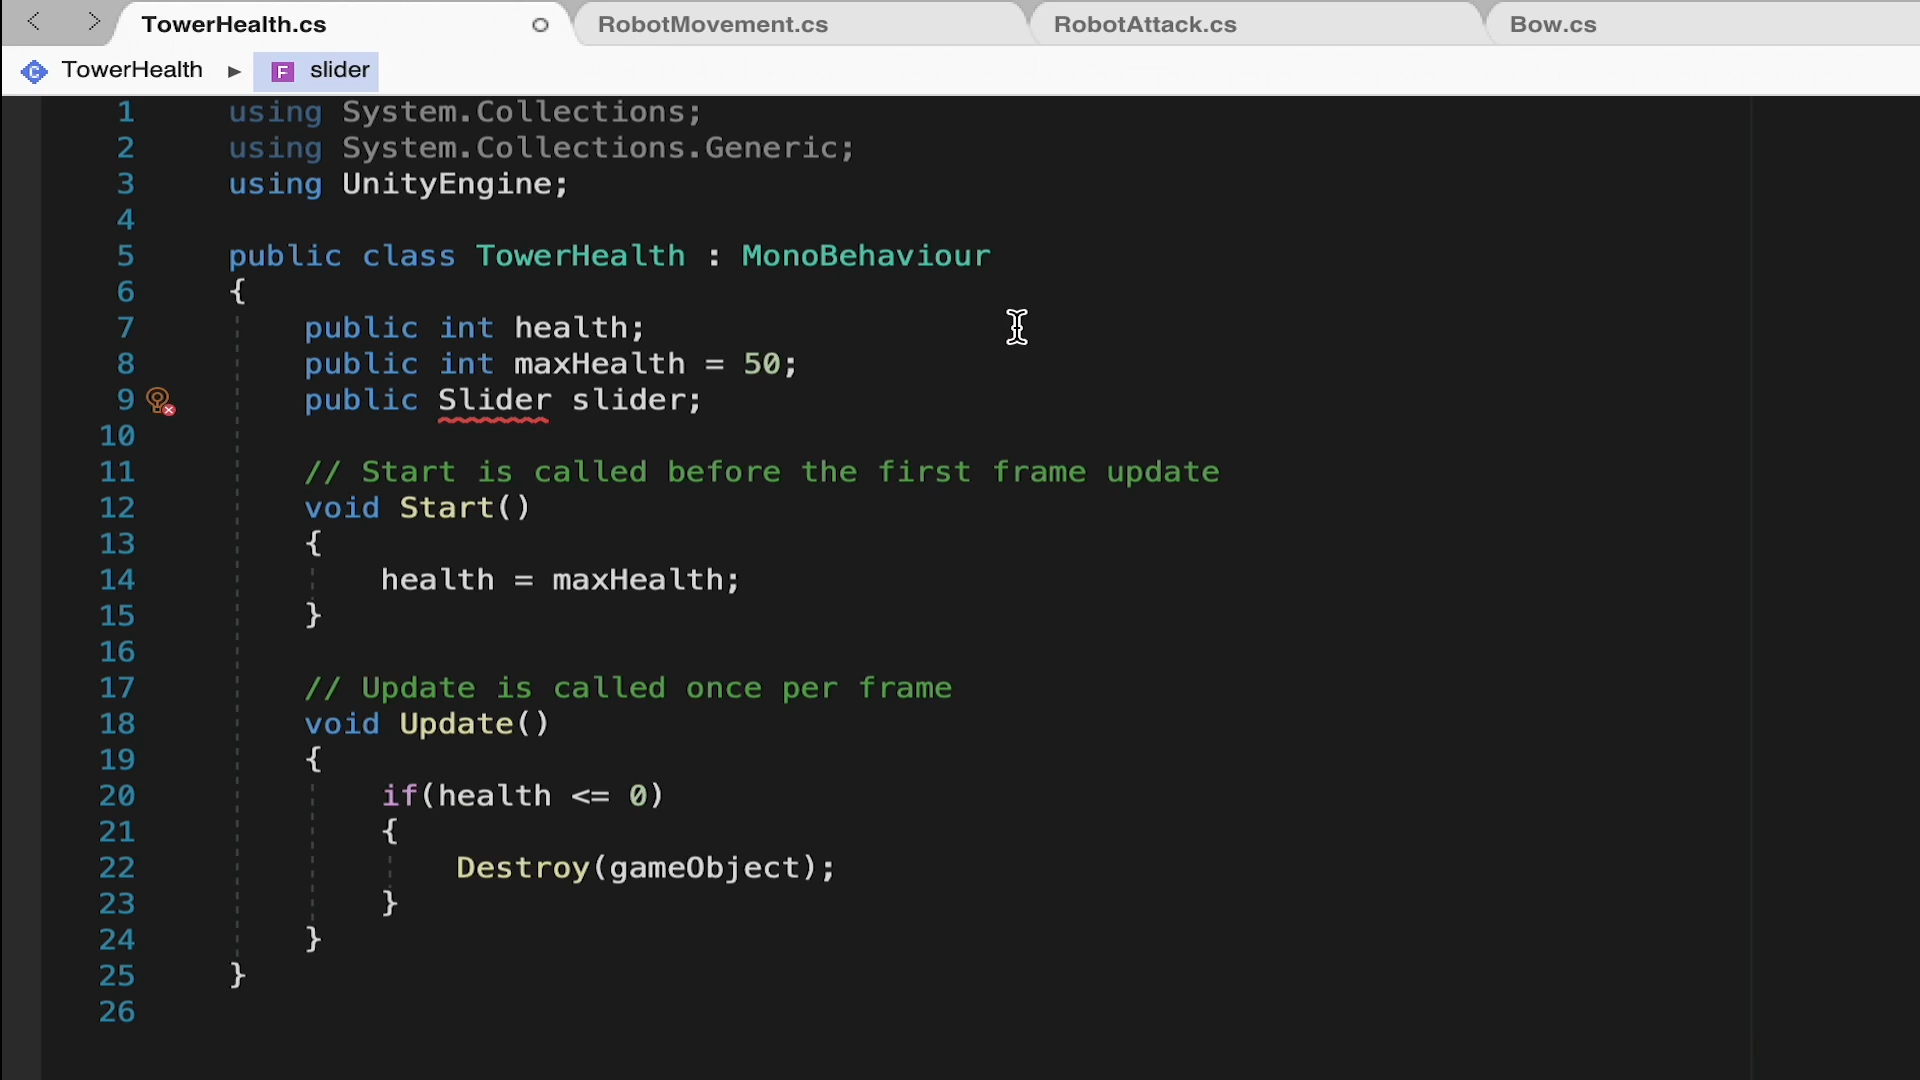 TowerHealth.cs RobotMovement.cs RobotAttack.cs Bow.cs
TowerHealth ▶ F slider
1 using System.Collections;
2 using System.Collections.Generic;
3 using UnityEngine;
4
5 public class TowerHealth : MonoBehaviour
6 {
7 public int health;
8 public int maxHealth = 50;
9 public Slider slider;
10
11 // Start is called before the first frame update
12 void Start()
13 {
14 health = maxHealth;
15 }
16
17 // Update is called once per frame
18 void Update()
19 {
20 if(health <= 0)
21 {
22 Destroy(gameObject);
23 }
24 }
25 }
26